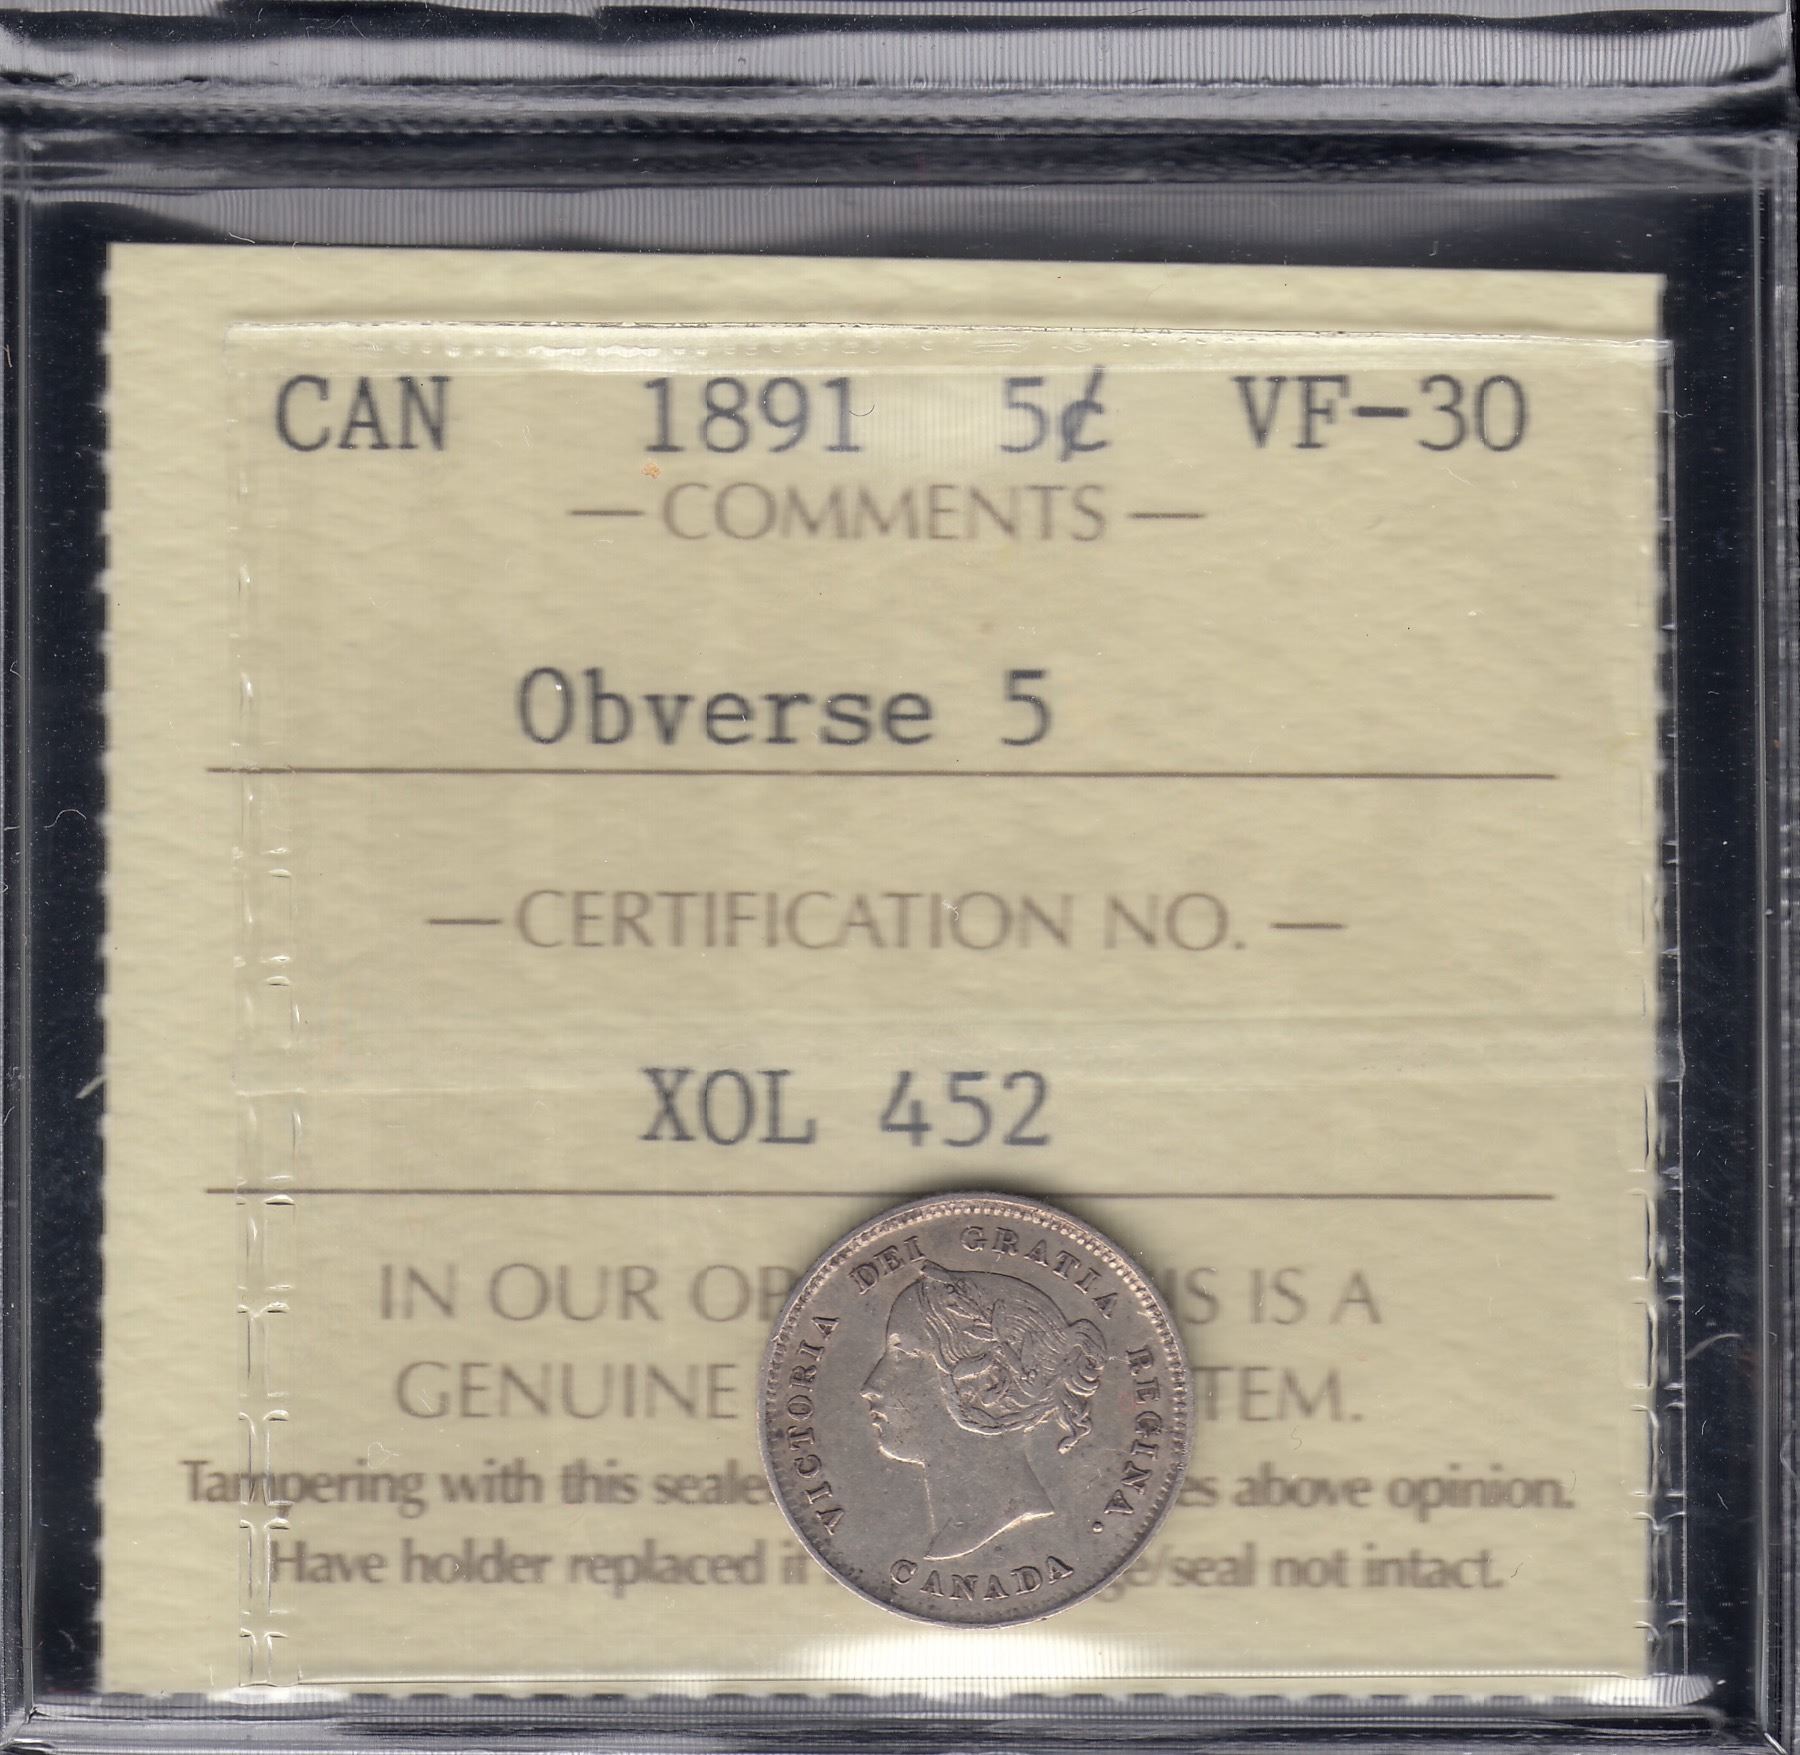 CAN 1891 5¢ VF-30
— COMMENTS —
Obverse 5
— CERTIFICATION NO. —
XOL 452
IN OUR OP IS IS A
GENUINE TEM.
Tampering with this seale es above opinion.
Have holder replaced if ge/seal not intact.
VICTORIA DEI GRATIA REGINA.
CANADA